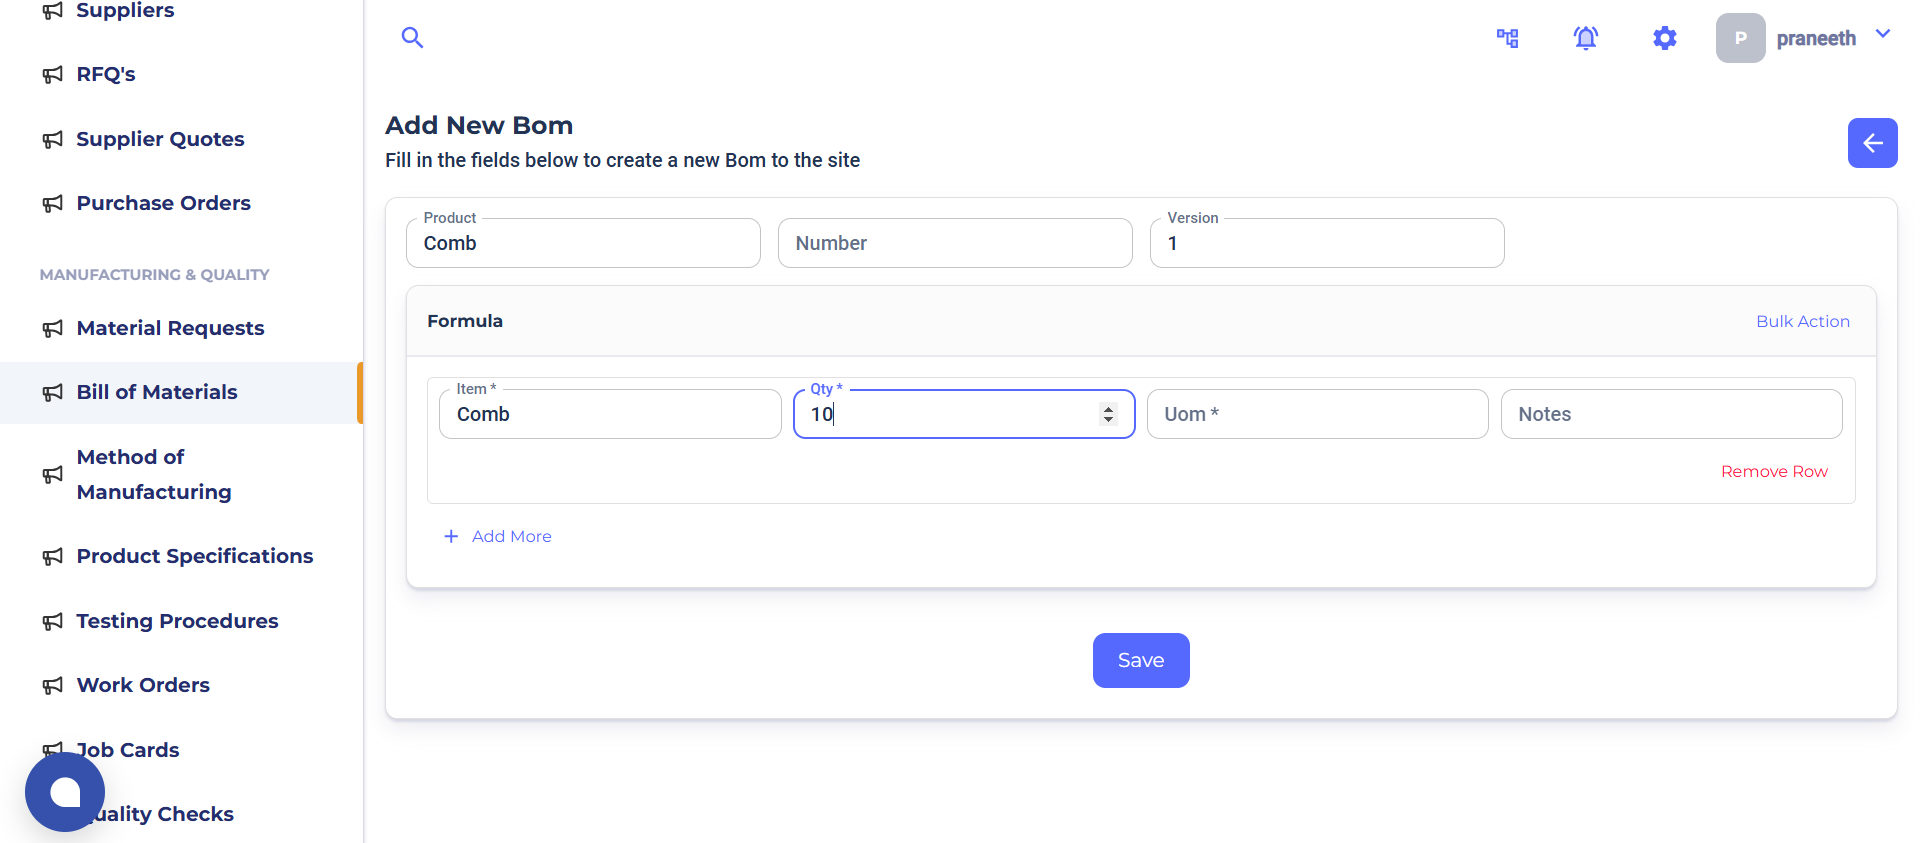 Suppliers
RFQ's
Supplier Quotes
Purchase Orders
MANUFACTURING & QUALITY
Material Requests
Bill of Materials
Method of
Manufacturing
Product Specifications
Testing Procedures
Work Orders
Job Cards
uality Checks
P praneeth
Add New Bom
Fill in the fields below to create a new Bom to the site
Product
Comb
Number
Version
1
Formula
Bulk Action
Item *
Comb
Qty *
10
Uom *
Notes
Remove Row
+ Add More
Save